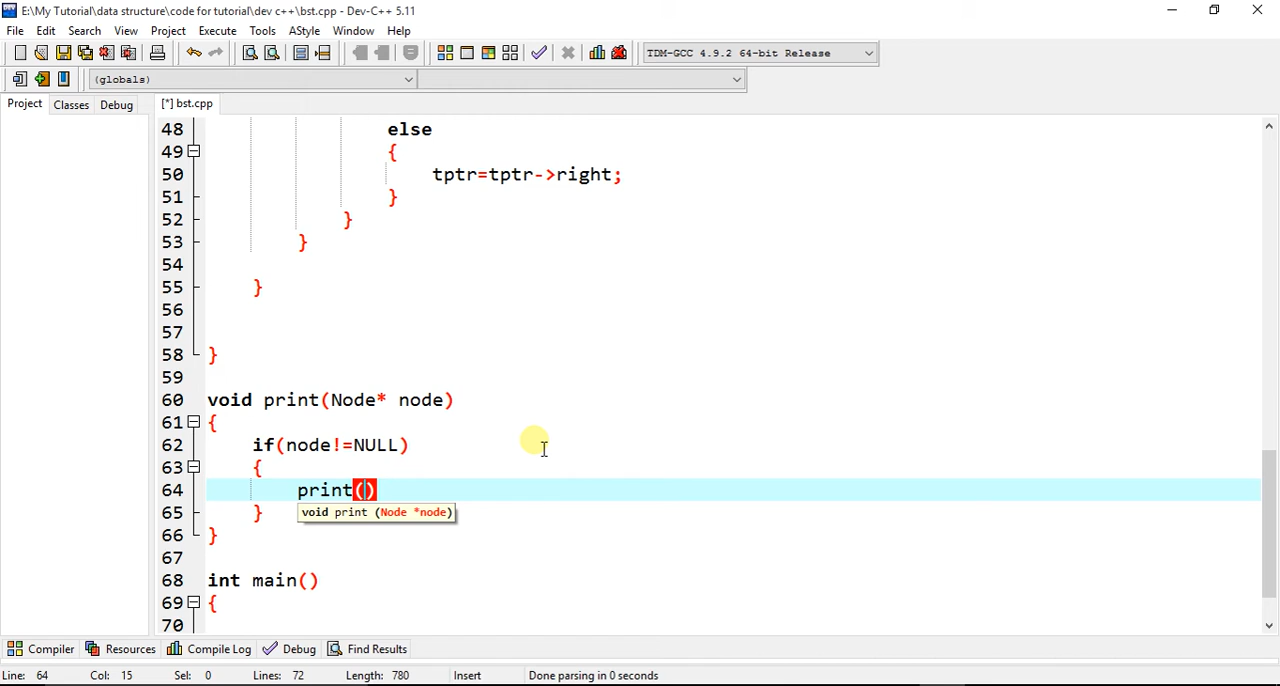 E:\My Tutorial\data structure\code for tutorial\dev c++\bst.cpp - Dev-C++ 5.11
File Edit Search View Project Execute Tools AStyle Window Help
TDM-GCC 4.9.2 64-bit Release
(globals)
Project Classes Debug [*] bst.cpp
48 else
49 {
50 tptr=tptr->right;
51 }
52 }
53 }
54
55 }
56
57
58 }
59
60 void print(Node* node)
61 {
62 if(node!=NULL)
63 {
64 print()
void print (Node *node)
65 }
66 }
67
68 int main()
69 {
70
Compiler Resources Compile Log Debug Find Results
Line: 64 Col: 15 Sel: 0 Lines: 72 Length: 780 Insert Done parsing in 0 seconds